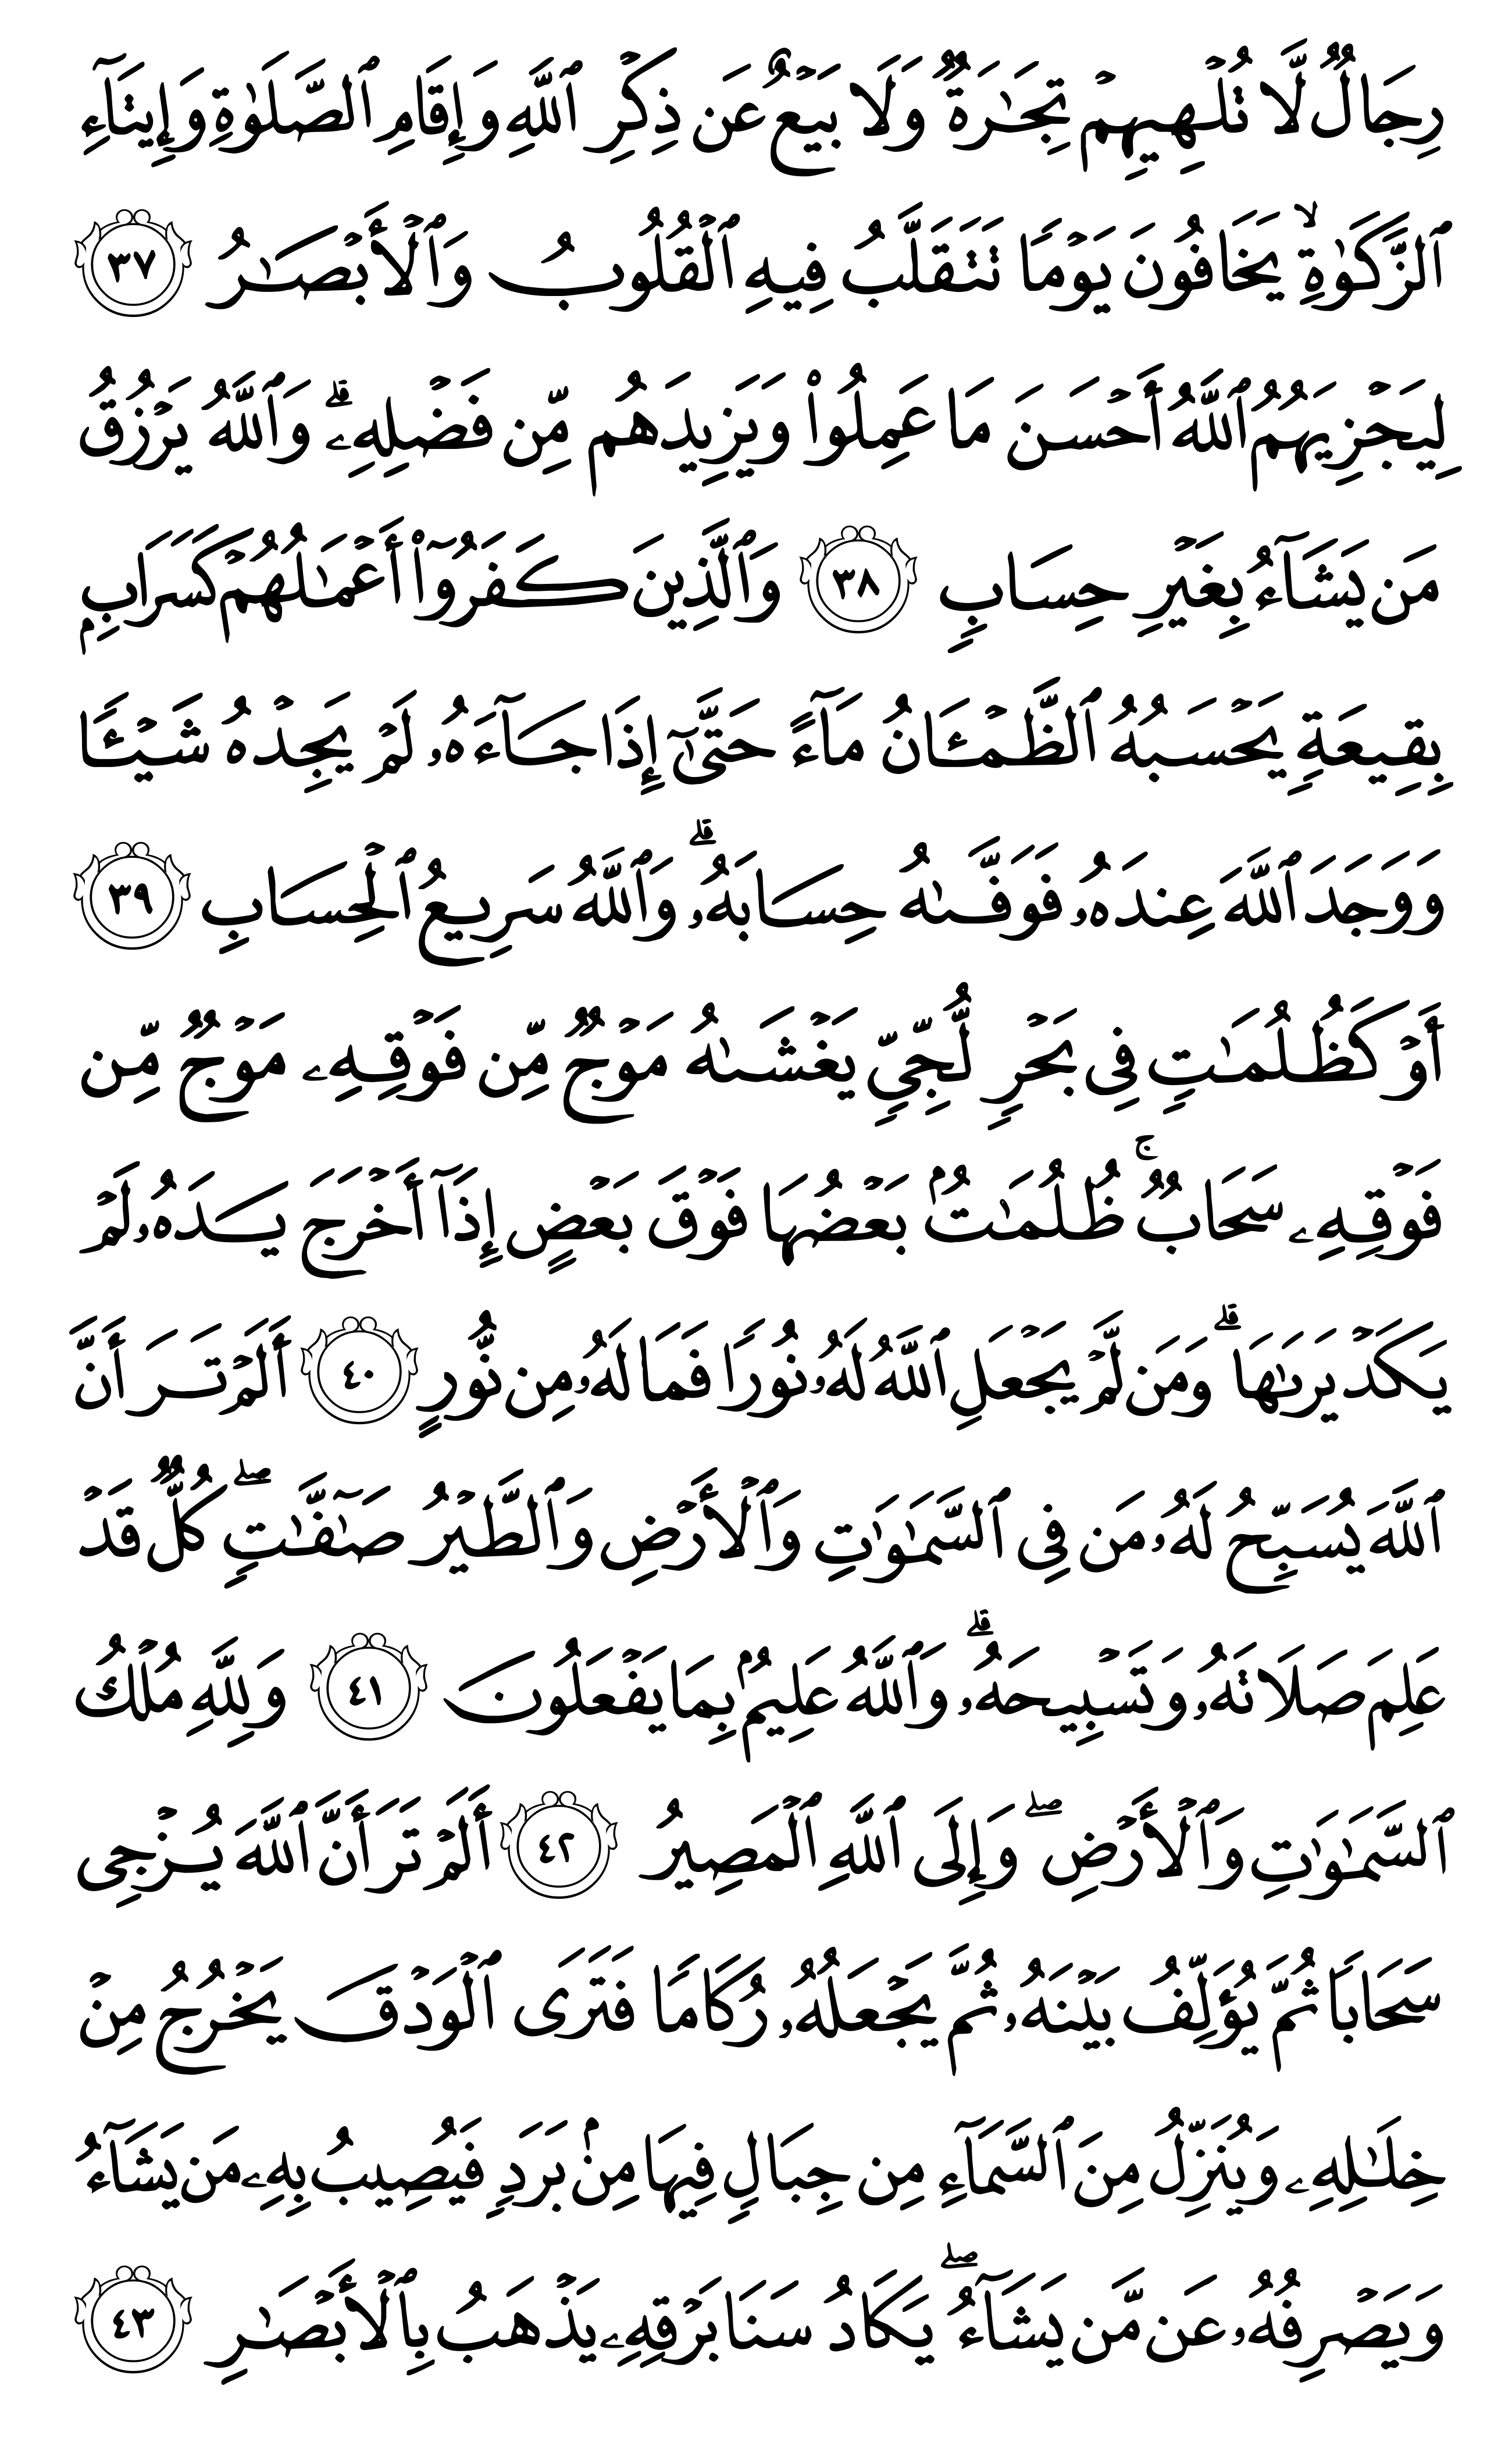 رِجَالٌ لَّا تُلْهِيهِمْ تِجَٰرَةٌ وَلَا بَيْعٌ عَن ذِكْرِ ٱللَّهِ وَإِقَامِ ٱلصَّلَوٰةِ وَإِيتَآءِ
ٱلزَّكَوٰةِ ۙ يَخَافُونَ يَوْمًا تَتَقَلَّبُ فِيهِ ٱلْقُلُوبُ وَٱلْأَبْصَٰرُ ٣٧
لِيَجْزِيَهُمُ ٱللَّهُ أَحْسَنَ مَا عَمِلُوا۟ وَيَزِيدَهُم مِّن فَضْلِهِۦ ۗ وَٱللَّهُ يَرْزُقُ
مَن يَشَآءُ بِغَيْرِ حِسَابٍ ٣٨ وَٱلَّذِينَ كَفَرُوٓا۟ أَعْمَٰلُهُمْ كَسَرَابٍۭ
بِقِيعَةٍ يَحْسَبُهُ ٱلظَّمْـَٔانُ مَآءً حَتَّىٰٓ إِذَا جَآءَهُۥ لَمْ يَجِدْهُ شَيْـًٔا
وَوَجَدَ ٱللَّهَ عِندَهُۥ فَوَفَّىٰهُ حِسَابَهُۥ ۗ وَٱللَّهُ سَرِيعُ ٱلْحِسَابِ ٣٩
أَوْ كَظُلُمَٰتٍ فِى بَحْرٍ لُّجِّىٍّ يَغْشَىٰهُ مَوْجٌ مِّن فَوْقِهِۦ مَوْجٌ مِّن
فَوْقِهِۦ سَحَابٌ ۚ ظُلُمَٰتٌۢ بَعْضُهَا فَوْقَ بَعْضٍ إِذَآ أَخْرَجَ يَدَهُۥ لَمْ
يَكَدْ يَرَىٰهَا ۗ وَمَن لَّمْ يَجْعَلِ ٱللَّهُ لَهُۥ نُورًا فَمَا لَهُۥ مِن نُّورٍ ٤٠ أَلَمْ تَرَ أَنَّ
ٱللَّهَ يُسَبِّحُ لَهُۥ مَن فِى ٱلسَّمَٰوَٰتِ وَٱلْأَرْضِ وَٱلطَّيْرُ صَٰٓفَّٰتٍ ۖ كُلٌّ قَدْ
عَلِمَ صَلَاتَهُۥ وَتَسْبِيحَهُۥ ۗ وَٱللَّهُ عَلِيمٌۢ بِمَا يَفْعَلُونَ ٤١ وَلِلَّهِ مُلْكُ
ٱلسَّمَٰوَٰتِ وَٱلْأَرْضِ ۖ وَإِلَى ٱللَّهِ ٱلْمَصِيرُ ٤٢ أَلَمْ تَرَ أَنَّ ٱللَّهَ يُزْجِى
سَحَابًا ثُمَّ يُؤَلِّفُ بَيْنَهُۥ ثُمَّ يَجْعَلُهُۥ رُكَامًا فَتَرَى ٱلْوَدْقَ يَخْرُجُ مِنْ
خِلَٰلِهِۦ وَيُنَزِّلُ مِنَ ٱلسَّمَآءِ مِن جِبَالٍ فِيهَا مِنۢ بَرَدٍ فَيُصِيبُ بِهِۦ مَن يَشَآءُ
وَيَصْرِفُهُۥ عَن مَّن يَشَآءُ ۖ يَكَادُ سَنَا بَرْقِهِۦ يَذْهَبُ بِٱلْأَبْصَٰرِ ٤٣